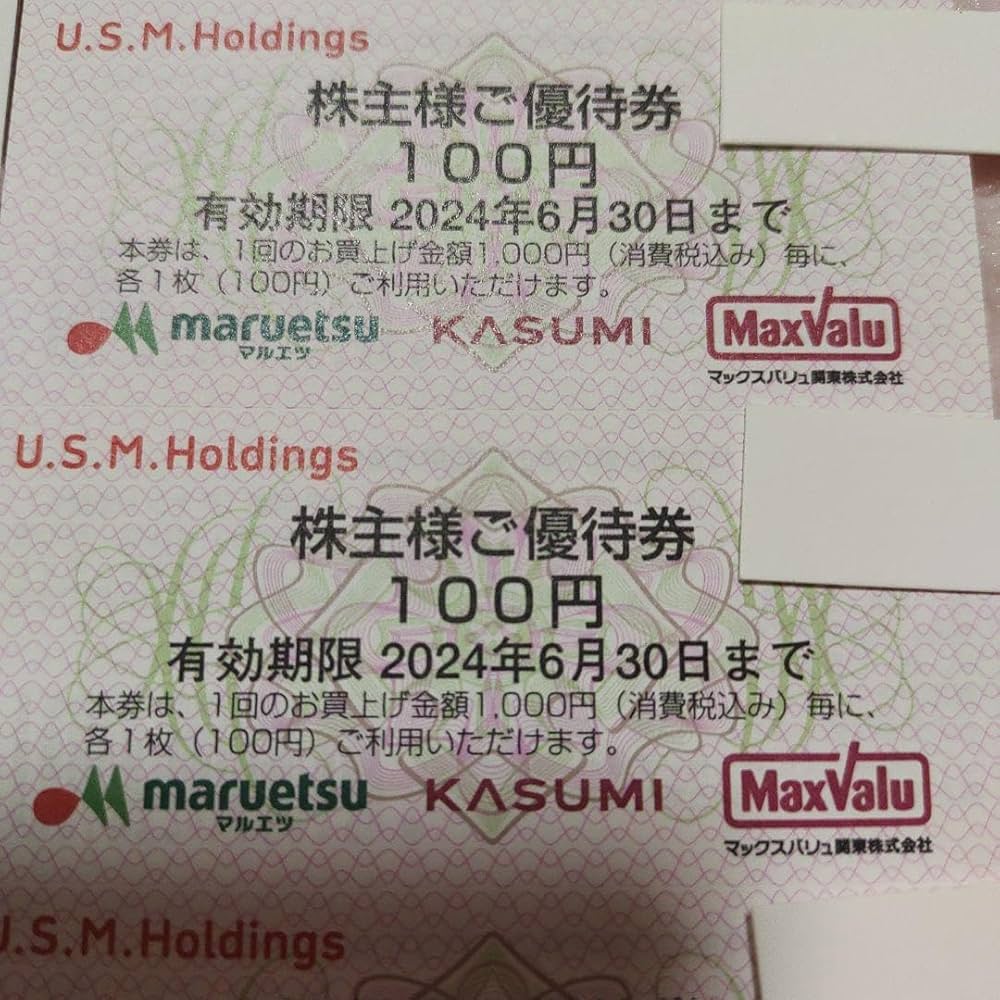 U.S.M.Holdings
株主様ご優待券
100円
有効期限 2024年6月30日まで
本券は、1回のお買上げ金額1,000円（消費税込み）毎に、
各1枚（100円）ご利用いただけます。
maruetsu KASUMI MaxValu
マルエツ マックスバリュ関東株式会社
U.S.M.Holdings
株主様ご優待券
100円
有効期限 2024年6月30日まで
本券は、1回のお買上げ金額1,000円（消費税込み）毎に、
各1枚（100円）ご利用いただけます。
maruetsu KASUMI MaxValu
マルエツ マックスバリュ関東株式会社
U.S.M.Holdings